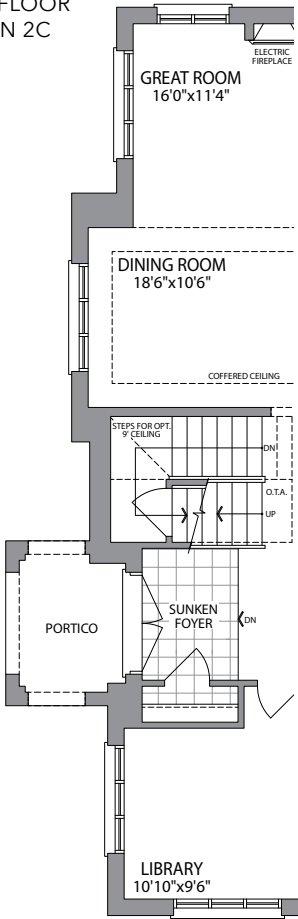 FLOOR
N 2C
ELECTRIC
FIREPLACE
GREAT ROOM
16'0"x11'4"
DINING ROOM
18'6"x10'6"
COFFERED CEILING
STEPS FOR OPT.
9' CEILING
DN
O.T.A.
UP
SUNKEN
FOYER
DN
PORTICO
LIBRARY
10'10"x9'6"